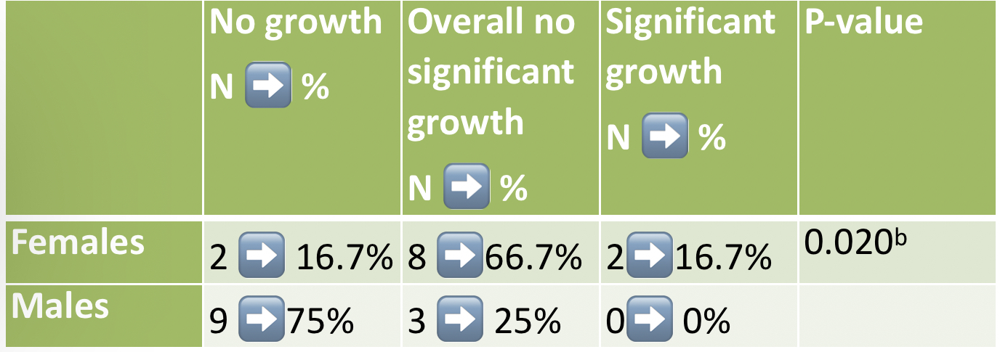 No growth
N ➡️ %
Overall no
significant
growth
N ➡️ %
Significant
growth
N ➡️ %
P-value
Females
2 ➡️ 16.7%
8 ➡️66.7%
2➡️16.7%
0.020ᵇ
Males
9 ➡️75%
3 ➡️ 25%
0➡️ 0%